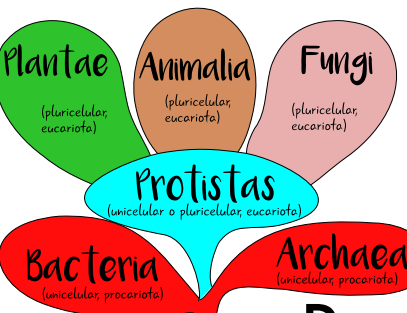 Plantae
(pluricelular,
eucariota)
Animalia
(pluricelular,
eucariota)
Fungi
(pluricelular,
eucariota)
Protistas
(unicelular o pluricelular, eucariota)
Bacteria
(unicelular, procariota)
Archaea
(unicelular, procariota)